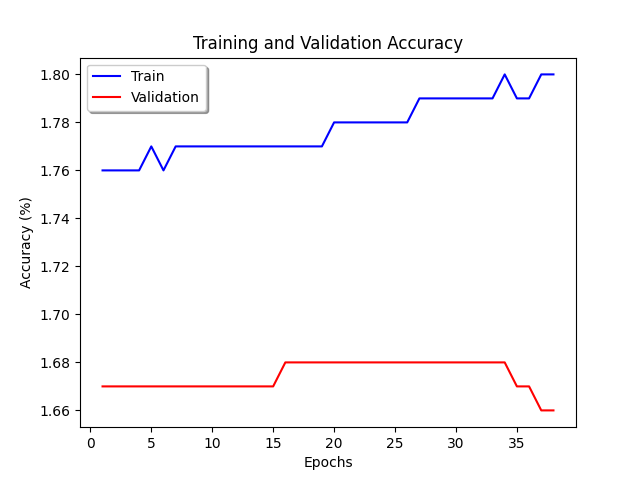 Training and Validation Accuracy
Train
Validation
1.80
1.78
1.76
1.74
1.72
1.70
1.68
1.66
Accuracy (%)
0 5 10 15 20 25 30 35
Epochs